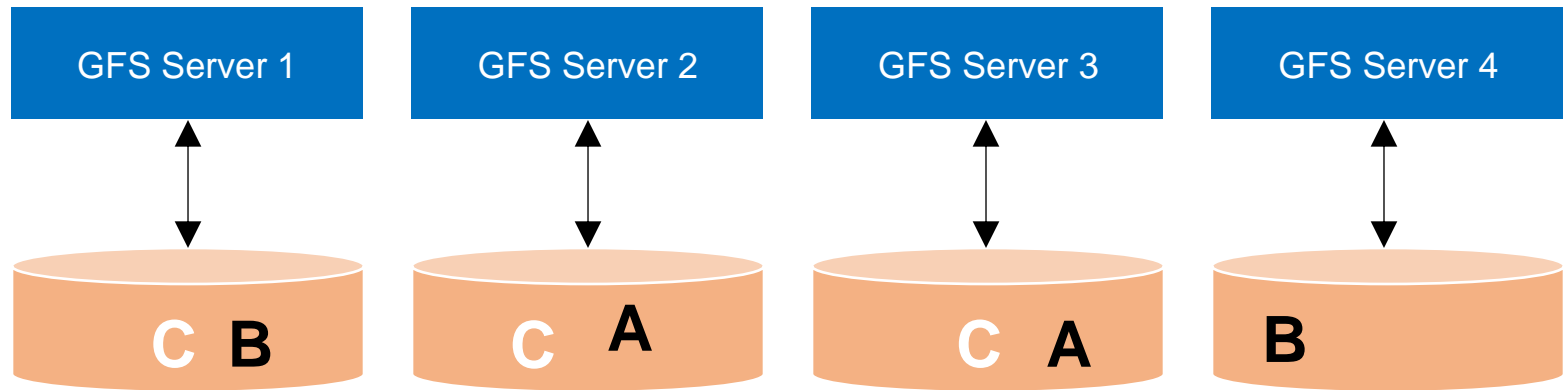 GFS Server 1
GFS Server 2
GFS Server 3
GFS Server 4
C B
C A
C A
B